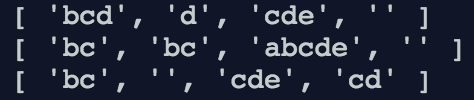 [ 'bcd', 'd', 'cde', '' ]
[ 'bc', 'bc', 'abcde', '' ]
[ 'bc', '', 'cde', 'cd' ]